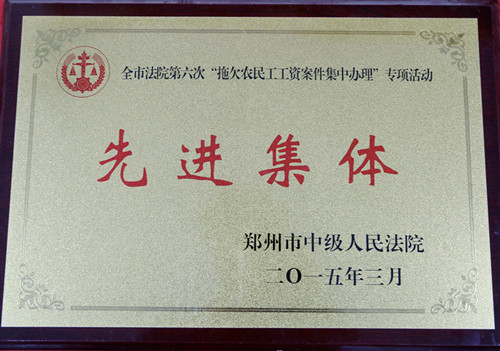 全市法院第六次“拖欠农民工工资案件集中办理”专项活动
先进集体
郑州市中级人民法院
二〇一五年三月